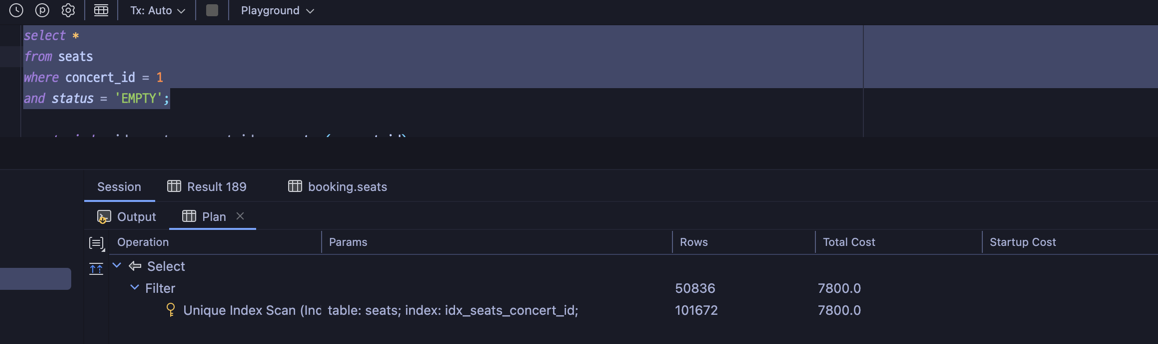 Tx: Auto
Playground
select *
from seats
where concert_id = 1
and status = 'EMPTY';
Session Result 189 booking.seats
Output Plan
Operation Params Rows Total Cost Startup Cost
Select
Filter 50836 7800.0
Unique Index Scan (Inc table: seats; index: idx_seats_concert_id; 101672 7800.0